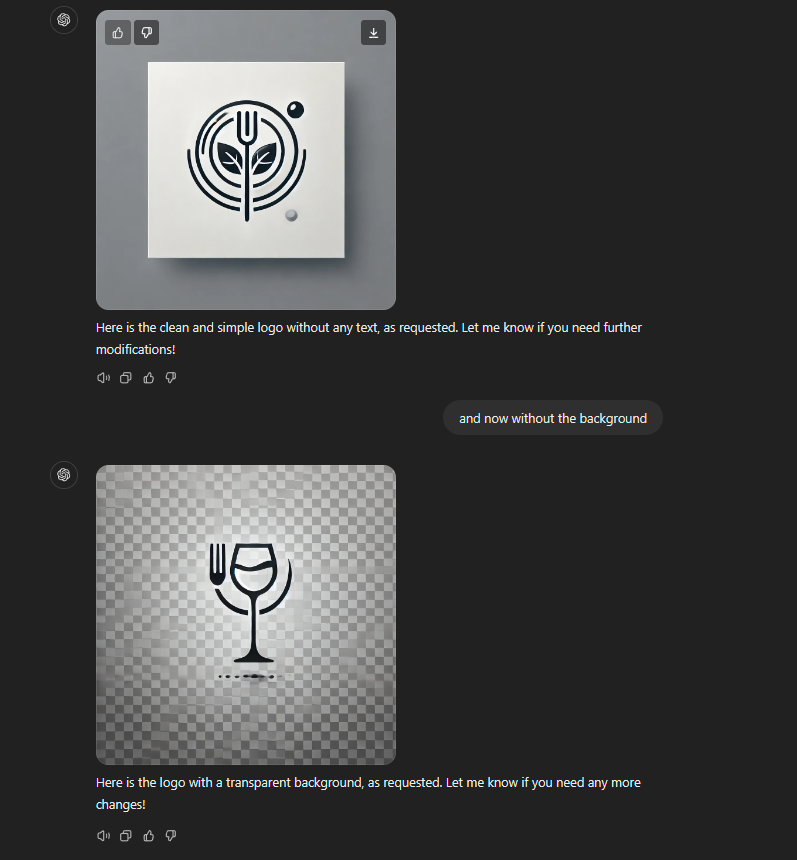 Here is the clean and simple logo without any text, as requested. Let me know if you need further
modifications!
and now without the background
Here is the logo with a transparent background, as requested. Let me know if you need any more
changes!